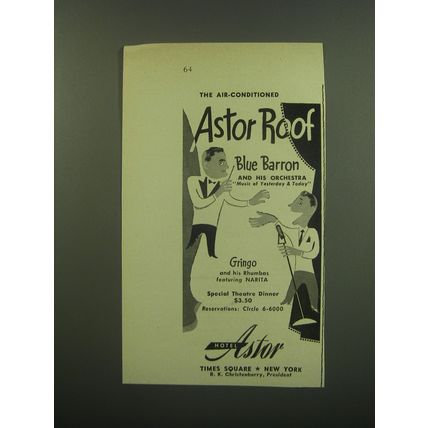 64
THE AIR-CONDITIONED
Astor Roof
Blue Barron
AND HIS ORCHESTRA
"Music of Yesterday & Today"
Gringo
and his Rhumbas
featuring NARITA
Special Theatre Dinner
$3.50
Reservations: CIrcle 6-6000
HOTEL
Astor
TIMES SQUARE ★ NEW YORK
R. K. Christenberry, President